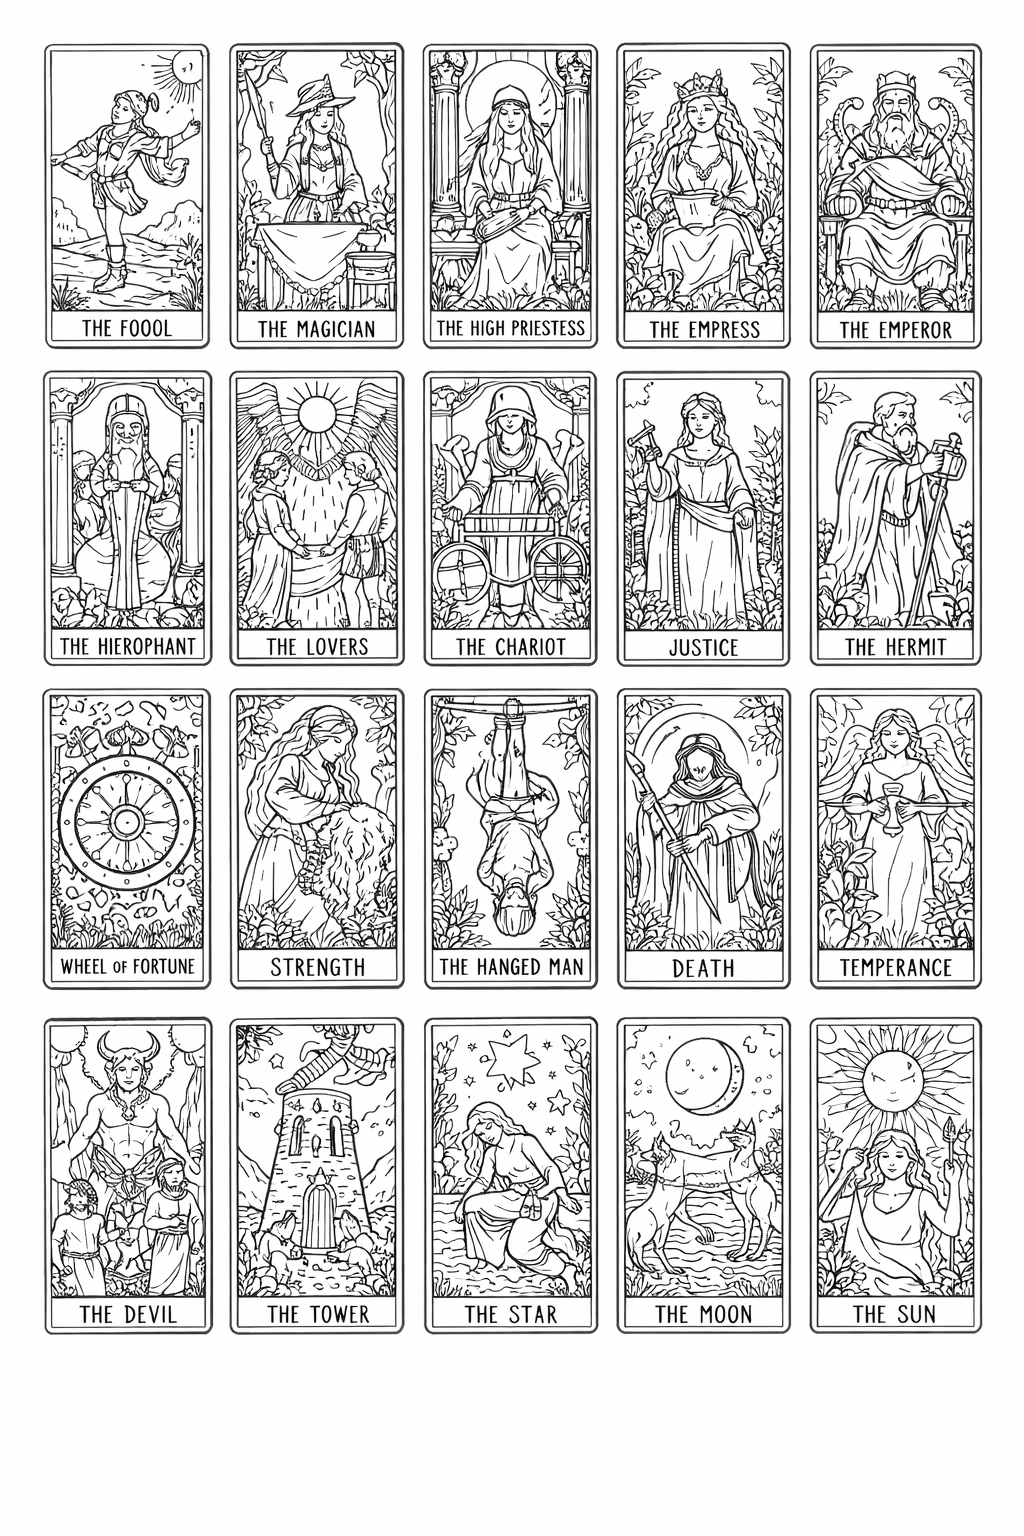 THE FOOOL
THE MAGICIAN
THE HIGH PRIESTESS
THE EMPRESS
THE EMPEROR
THE HIEROPHANT
THE LOVERS
THE CHARIOT
JUSTICE
THE HERMIT
WHEEL OF FORTUNE
STRENGTH
THE HANGED MAN
DEATH
TEMPERANCE
THE DEVIL
THE TOWER
THE STAR
THE MOON
THE SUN